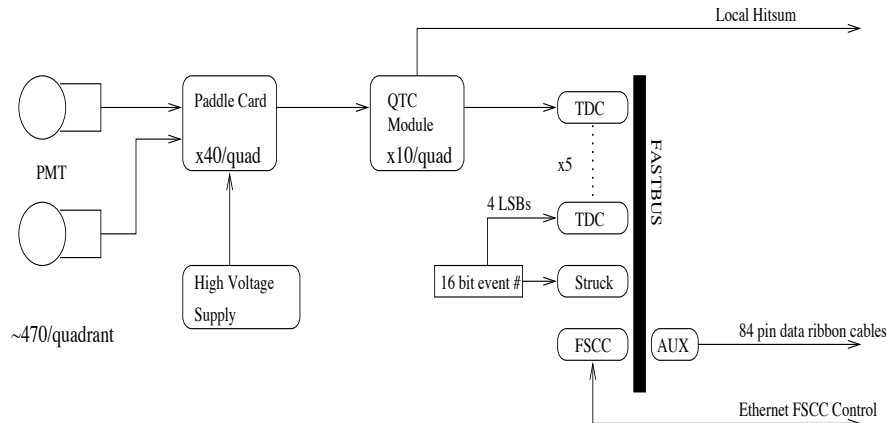 Local Hitsum
Paddle Card
x40/quad
QTC
Module
x10/quad
TDC
x5
FASTBUS
PMT
4 LSBs
TDC
High Voltage
Supply
16 bit event #
Struck
~470/quadrant
FSCC
AUX
84 pin data ribbon cables
Ethernet FSCC Control